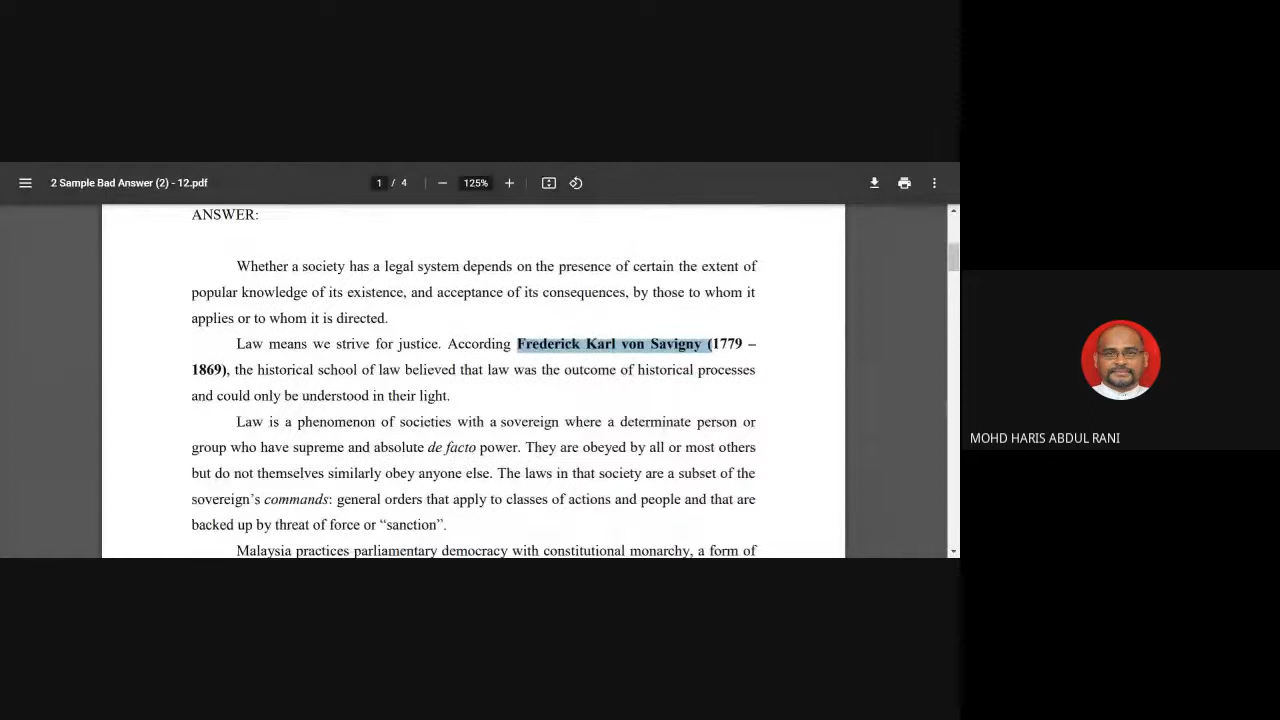 2 Sample Bad Answer (2) - 12.pdf
1 / 4
125%
ANSWER:
Whether a society has a legal system depends on the presence of certain the extent of
popular knowledge of its existence, and acceptance of its consequences, by those to whom it
applies or to whom it is directed.
Law means we strive for justice. According Frederick Karl von Savigny (1779 –
1869), the historical school of law believed that law was the outcome of historical processes
and could only be understood in their light.
Law is a phenomenon of societies with a sovereign where a determinate person or
group who have supreme and absolute de facto power. They are obeyed by all or most others
but do not themselves similarly obey anyone else. The laws in that society are a subset of the
sovereign’s commands: general orders that apply to classes of actions and people and that are
backed up by threat of force or “sanction”.
Malaysia practices parliamentary democracy with constitutional monarchy, a form of
MOHD HARIS ABDUL RANI